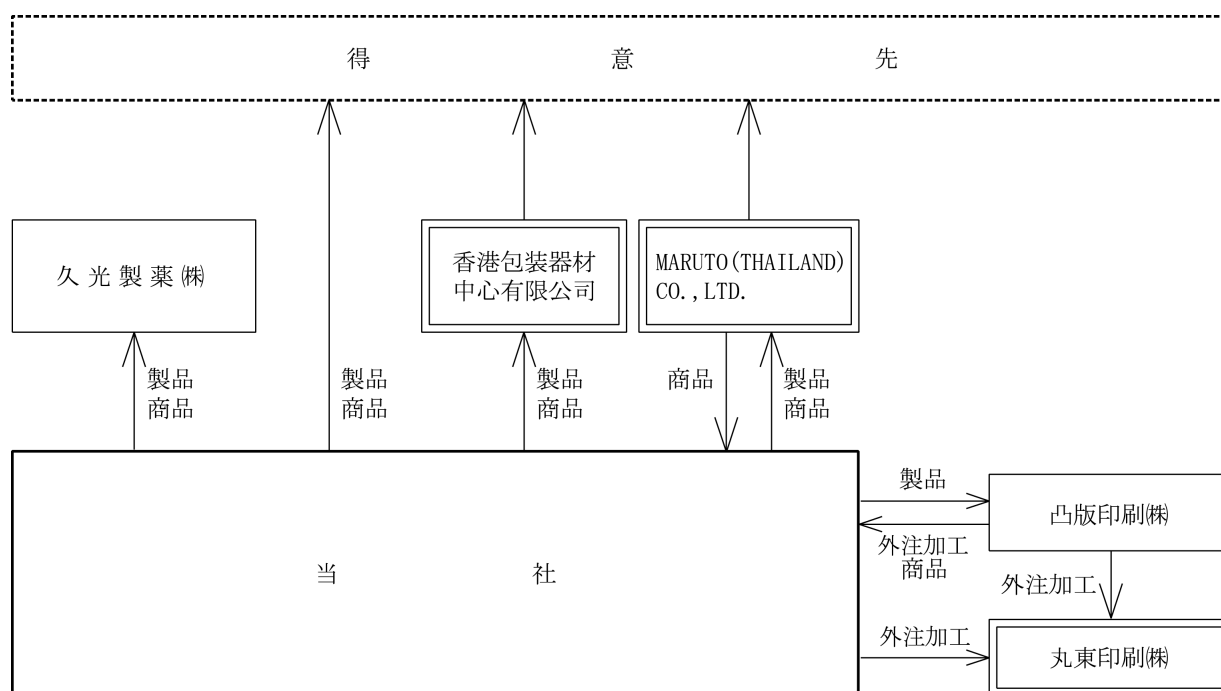 得意先
久光製薬㈱
香港包装器材
中心有限公司
MARUTO(THAILAND)
CO.,LTD.
製品
商品
製品
商品
製品
商品
商品
製品
商品
製品
凸版印刷㈱
外注加工
商品
当社
外注加工
外注加工
丸東印刷㈱